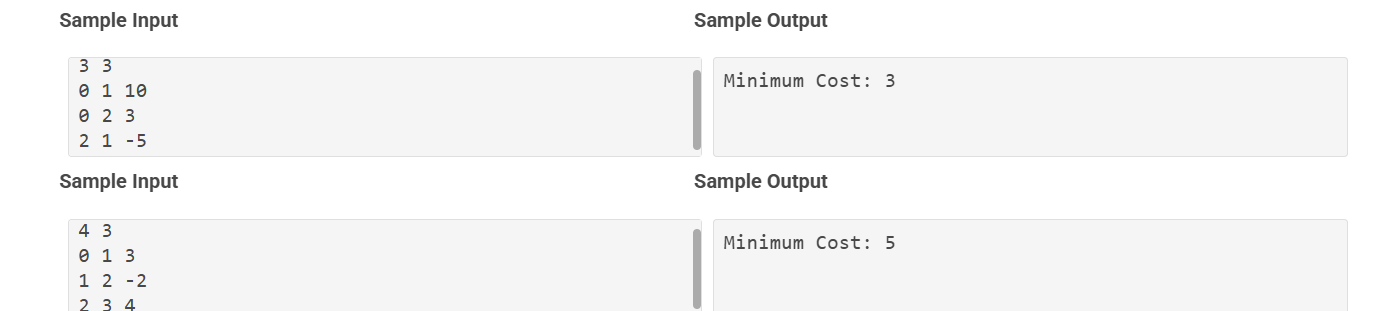 Sample Input
Sample Output
3 3
0 1 10
0 2 3
2 1 -5
Minimum Cost: 3
Sample Input
Sample Output
4 3
0 1 3
1 2 -2
2 3 4
Minimum Cost: 5